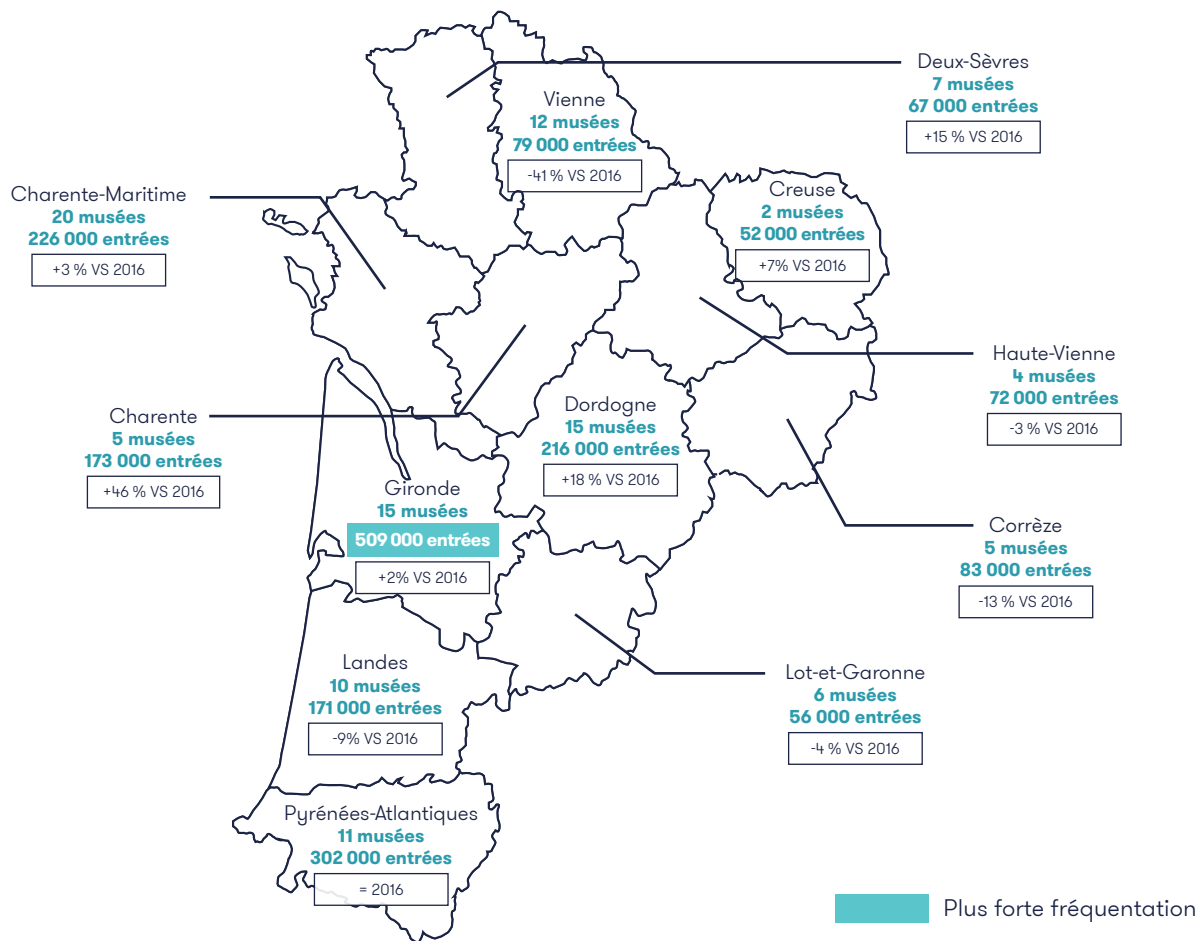 Deux-Sèvres
7 musées
67 000 entrées
+15 % VS 2016
Vienne
12 musées
79 000 entrées
-41 % VS 2016
Creuse
2 musées
52 000 entrées
+7% VS 2016
Charente-Maritime
20 musées
226 000 entrées
+3 % VS 2016
Haute-Vienne
4 musées
72 000 entrées
-3 % VS 2016
Charente
5 musées
173 000 entrées
+46 % VS 2016
Dordogne
15 musées
216 000 entrées
+18 % VS 2016
Gironde
15 musées
509 000 entrées
+2% VS 2016
Corrèze
5 musées
83 000 entrées
-13 % VS 2016
Landes
10 musées
171 000 entrées
-9% VS 2016
Lot-et-Garonne
6 musées
56 000 entrées
-4 % VS 2016
Pyrénées-Atlantiques
11 musées
302 000 entrées
= 2016
Plus forte fréquentation